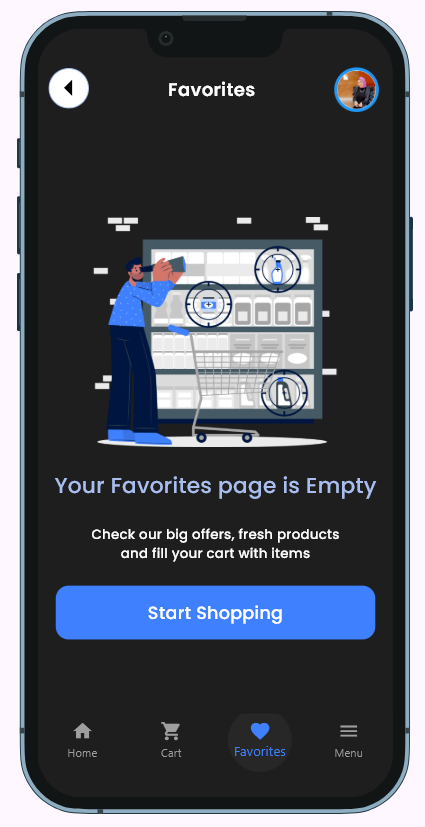 Favorites
Your Favorites page is Empty
Check our big offers, fresh products
and fill your cart with items
Start Shopping
Home
Cart
Favorites
Menu